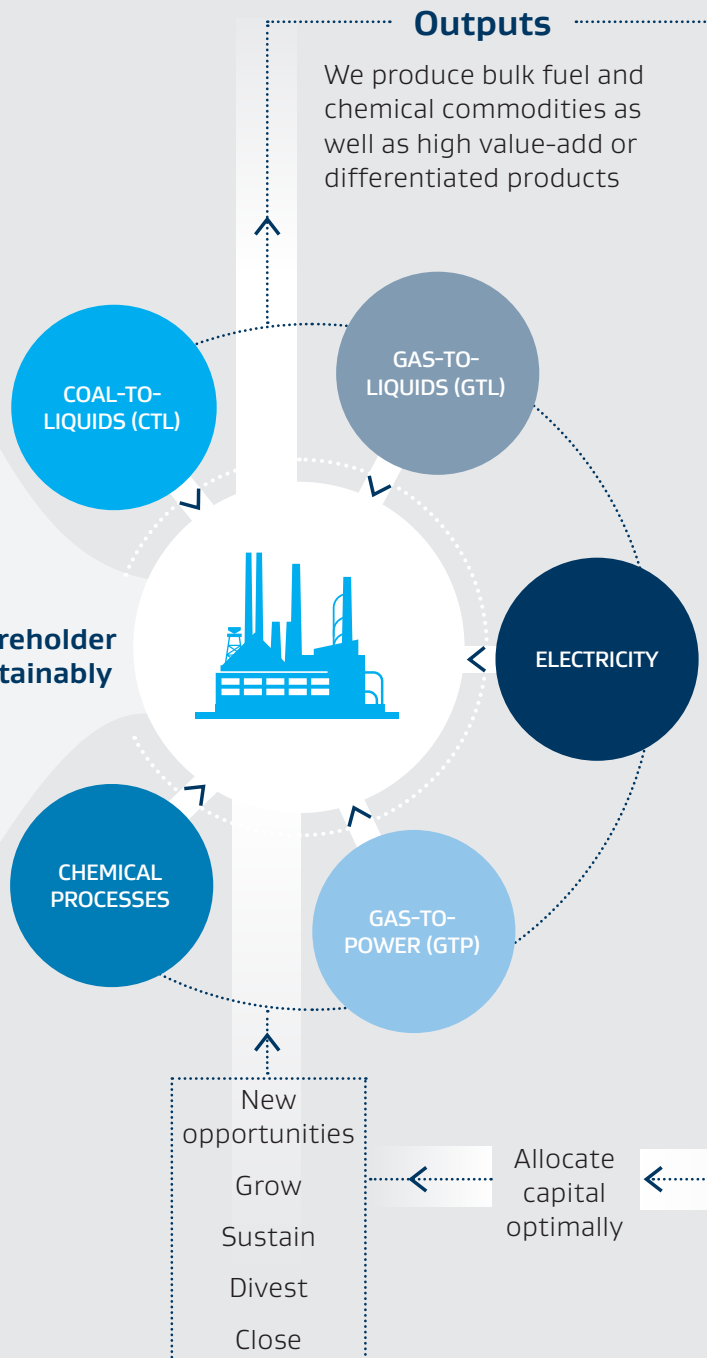 Outputs
We produce bulk fuel and
chemical commodities as
well as high value-add or
differentiated products
GAS-TO-
LIQUIDS (GTL)
COAL-TO-
LIQUIDS (CTL)
reholder
tainably
ELECTRICITY
CHEMICAL
PROCESSES
GAS-TO-
POWER (GTP)
New
opportunities
Grow
Sustain
Divest
Close
Allocate
capital
optimally